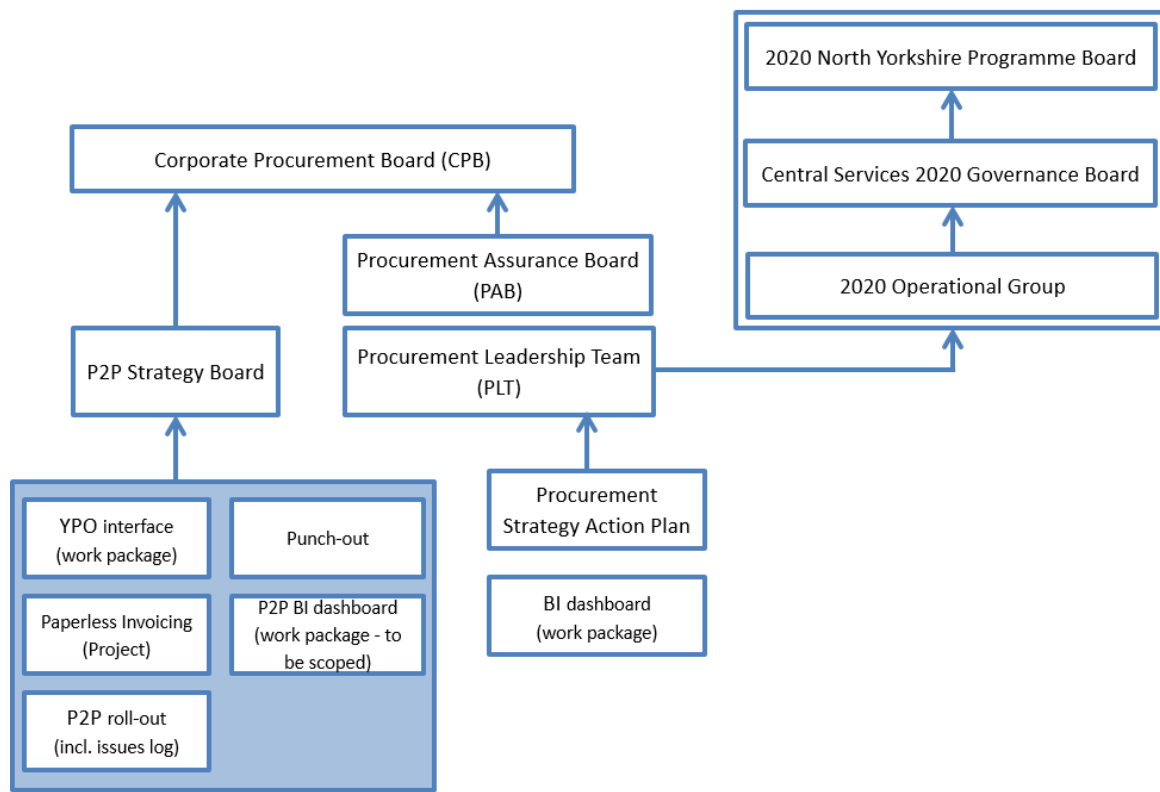 2020 North Yorkshire Programme Board
Central Services 2020 Governance Board
2020 Operational Group
Corporate Procurement Board (CPB)
Procurement Assurance Board
(PAB)
P2P Strategy Board
Procurement Leadership Team
(PLT)
YPO interface
(work package)
Punch-out
Paperless Invoicing
(Project)
P2P BI dashboard
(work package - to
be scoped)
P2P roll-out
(incl. issues log)
Procurement
Strategy Action Plan
BI dashboard
(work package)